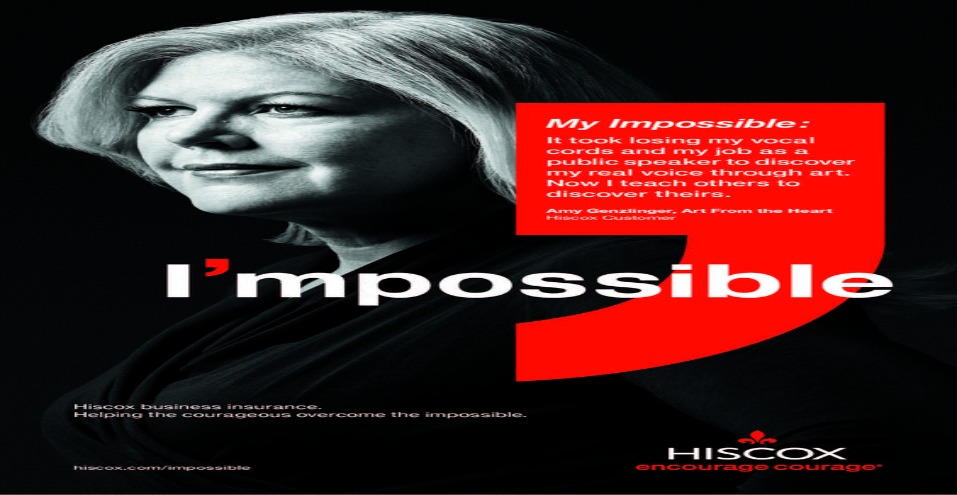 My Impossible:
It took losing my vocal
cords and my job as a
public speaker to discover
my real voice through art.
Now I teach others to
discover theirs.
Amy Genzlinger, Art From the Heart
Hiscox Customer
I'mpossible
Hiscox business insurance.
Helping the courageous overcome the impossible.
hiscox.com/impossible
HISCOX
encourage courage®